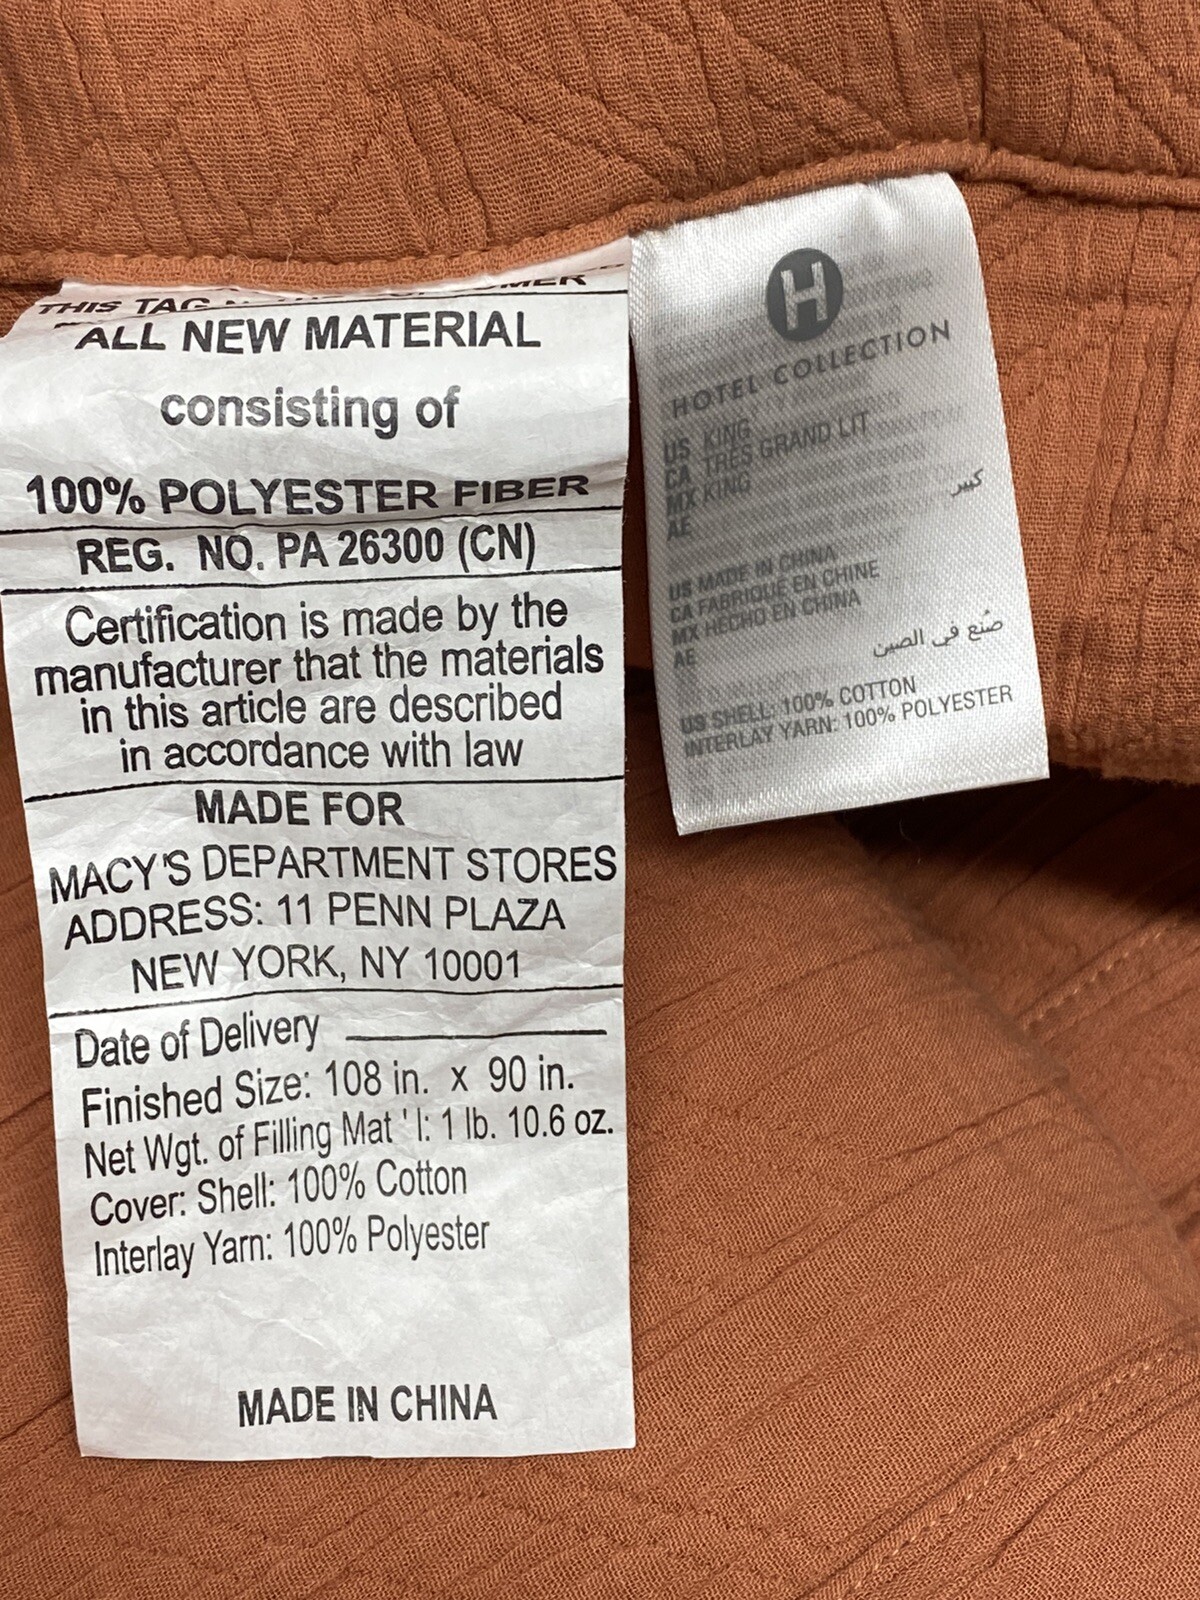 THIS TAG
ALL NEW MATERIAL
consisting of
100% POLYESTER FIBER
REG. NO. PA 26300 (CN)
Certification is made by the
manufacturer that the materials
in this article are described
in accordance with law
MADE FOR
MACY'S DEPARTMENT STORES
ADDRESS: 11 PENN PLAZA
NEW YORK, NY 10001
Date of Delivery
Finished Size: 108 in. x 90 in.
Net Wgt. of Filling Mat'l: 1 lb. 10.6 oz.
Cover: Shell: 100% Cotton
Interlay Yarn: 100% Polyester
MADE IN CHINA
H
HOTEL COLLECTION
US KING
CA TRÈS GRAND LIT
MX KING
AE كبير
US MADE IN CHINA
CA FABRIQUÉ EN CHINE
MX HECHO EN CHINA
AE صُنع في الصين
US SHELL: 100% COTTON
INTERLAY YARN: 100% POLYESTER